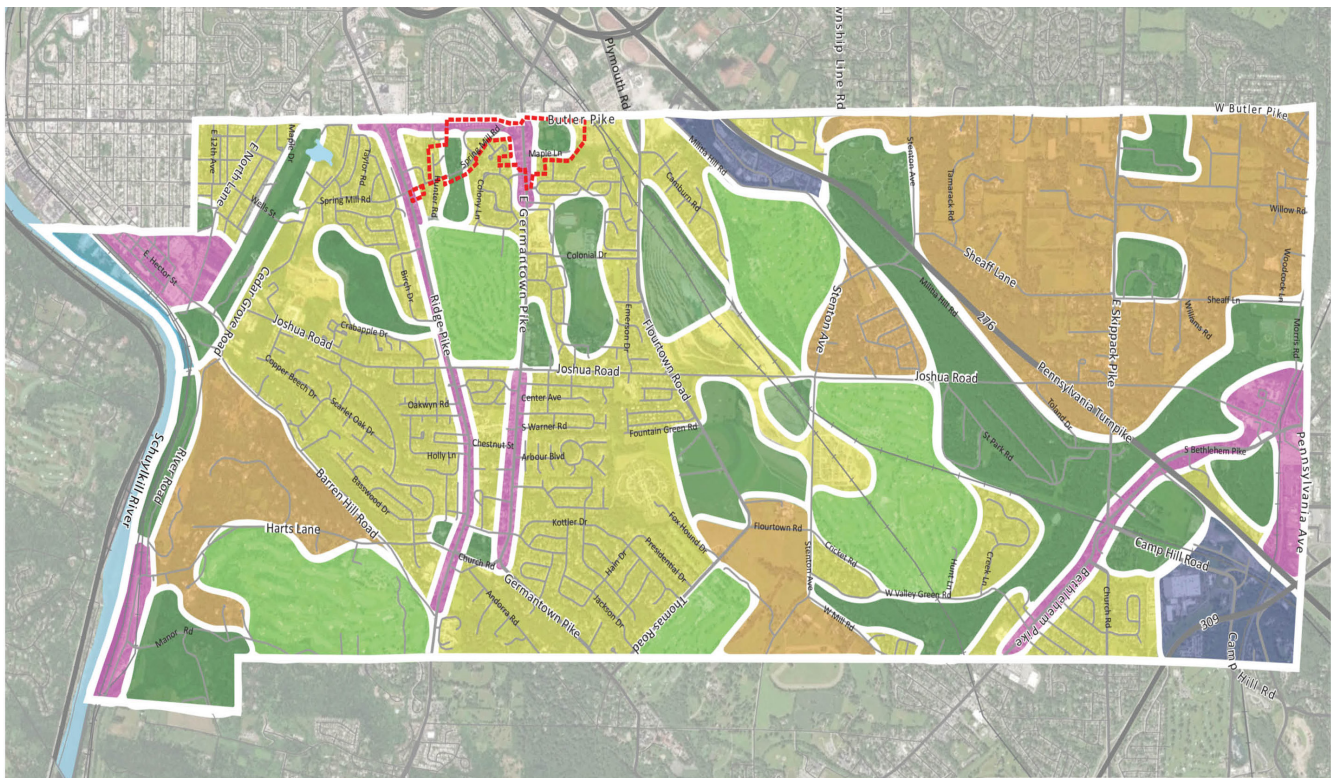 wnship Line Rd
Plymouth Rd
W Butler Pike
Butler Pike
E 12th Ave
E North Lane
Maple Dr
Taylor Rd
Spring Mill Rd
Maple Ln
Militia Hill Rd
Stenton Ave
Wells St
Spring Mill Rd
Hunter Rd
Colony Ln
Camburn Rd
Tamarack Rd
Willow Rd
E Germantown Pike
E. Hector St
Cedar Grove Road
Birch Dr
Colonial Dr
Sheaff Lane
Woodcock Ln
Militia Hill Rd
Sheaff Ln
Ridge Pike
Emerson Dr
Flourtown Road
Stenton Ave
276
E Skippack Pike
Williams Rd
Morris Rd
Joshua Road
Crabapple Dr
Joshua Road
Joshua Road
Pennsylvania Turnpike
Copper Beech Dr
Scarlet Oak Dr
Oakwyn Rd
Center Ave
Toland Dr
S Warner Rd
Fountain Green Rd
Chestnut St
St Park Rd
S Bethlehem Pike
Pennsylvania Ave
Holly Ln
Arbour Blvd
Schuylkill River
River Road
Barren Hill Road
Basswood Dr
Harts Lane
Kottler Dr
Fox Hound Dr
Flourtown Rd
Presidential Dr
Cricket Rd
Camp Hill Road
Church Rd
Hain Dr
Stenton Ave
Hunt Ln
Creek Ln
Germantown Pike
Jackson Dr
Thomas Road
W Valley Green Rd
Bethlehem Pike
Church Rd
Andorra Rd
W Mill Rd
309
Manor Rd
Camp Hill Rd